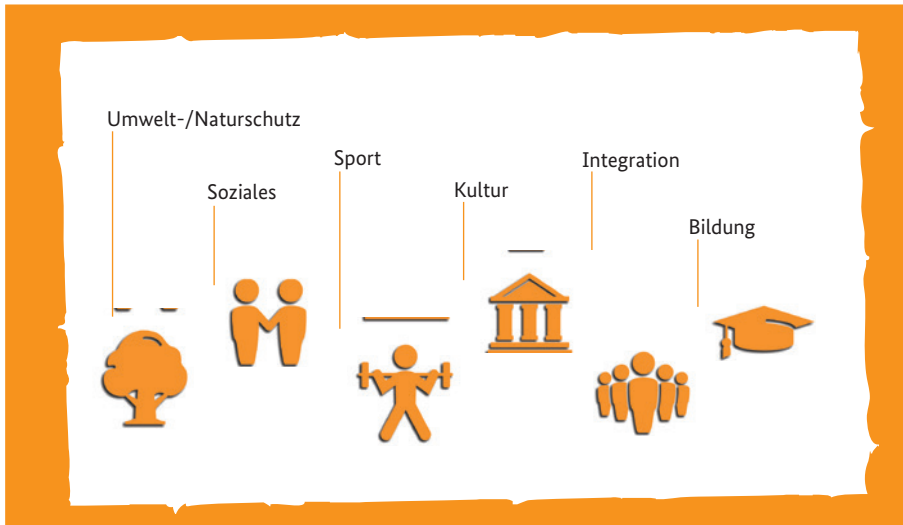 Umwelt-/Naturschutz
Soziales
Sport
Kultur
Integration
Bildung